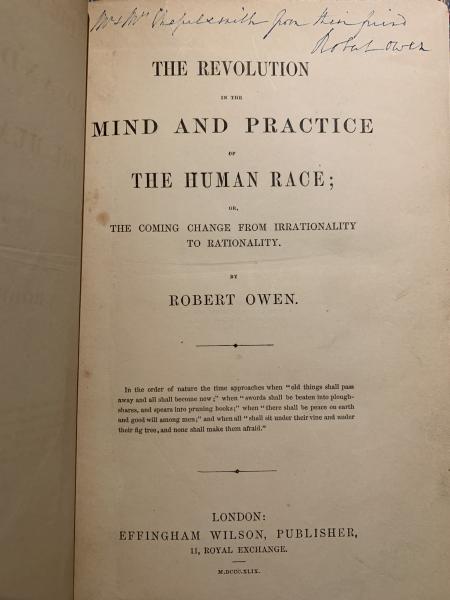 Mr & Mrs Chapelsmith from their friend
Robert Owen
THE REVOLUTION
IN THE
MIND AND PRACTICE
OF
THE HUMAN RACE;
OR,
THE COMING CHANGE FROM IRRATIONALITY
TO RATIONALITY.
BY
ROBERT OWEN.
In the order of nature the time approaches when "old things shall pass
away and all shall become new;" when "swords shall be beaten into plough-
shares, and spears into pruning hooks;" when "there shall be peace on earth
and good will among men;" and when all "shall sit under their vine and under
their fig tree, and none shall make them afraid."
LONDON:
EFFINGHAM WILSON, PUBLISHER,
11, ROYAL EXCHANGE.
M.DCCC.XLIX.